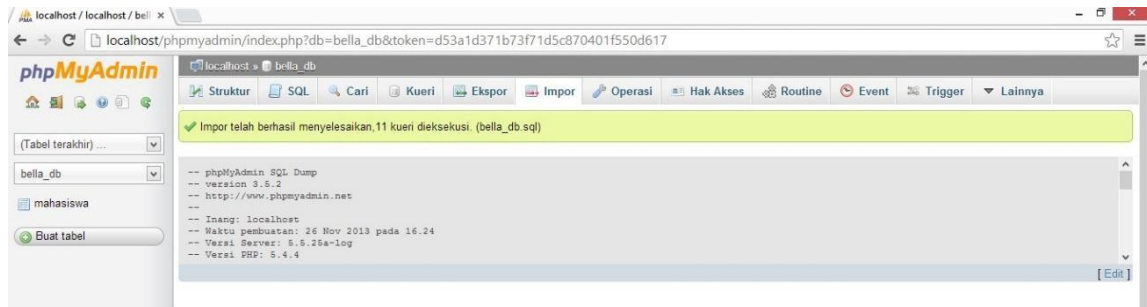 localhost / localhost / bell
localhost/phpmyadmin/index.php?db=bella_db&token=d53a1d371b73f71d5c870401f550d617
phpMyAdmin
localhost » bella_db
Struktur SQL Cari Kueri Ekspor Impor Operasi Hak Akses Routine Event Trigger Lainnya
Impor telah berhasil menyelesaikan,11 kueri dieksekusi. (bella_db.sql)
(Tabel terakhir) ...
bella_db
mahasiswa
Buat tabel
-- phpMyAdmin SQL Dump
-- version 3.5.2
-- http://www.phpmyadmin.net
--
-- Inang: localhost
-- Waktu pembuatan: 26 Nov 2013 pada 16.24
-- Versi Server: 5.5.25a-log
-- Versi PHP: 5.4.4
[ Edit ]